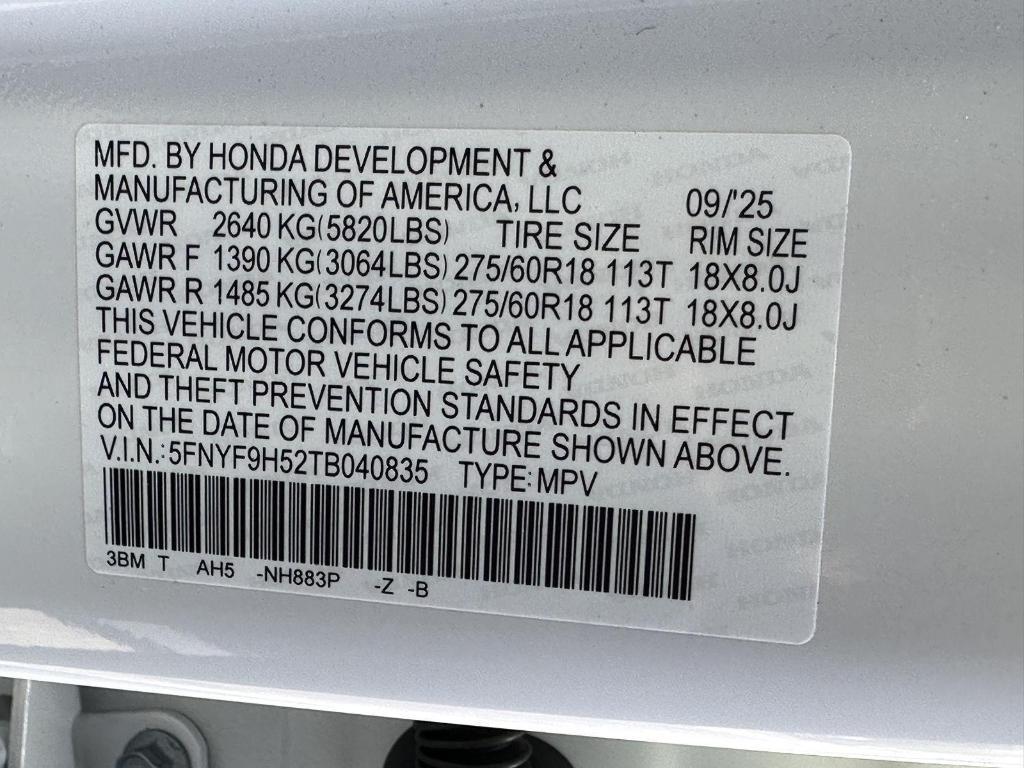 MFD. BY HONDA DEVELOPMENT &
MANUFACTURING OF AMERICA, LLC 09/'25
GVWR 2640 KG(5820LBS) TIRE SIZE RIM SIZE
GAWR F 1390 KG(3064LBS) 275/60R18 113T 18X8.0J
GAWR R 1485 KG(3274LBS) 275/60R18 113T 18X8.0J
THIS VEHICLE CONFORMS TO ALL APPLICABLE
FEDERAL MOTOR VEHICLE SAFETY
AND THEFT PREVENTION STANDARDS IN EFFECT
ON THE DATE OF MANUFACTURE SHOWN ABOVE.
V.I.N.:5FNYF9H52TB040835 TYPE:MPV
3BM T AH5 -NH883P -Z -B